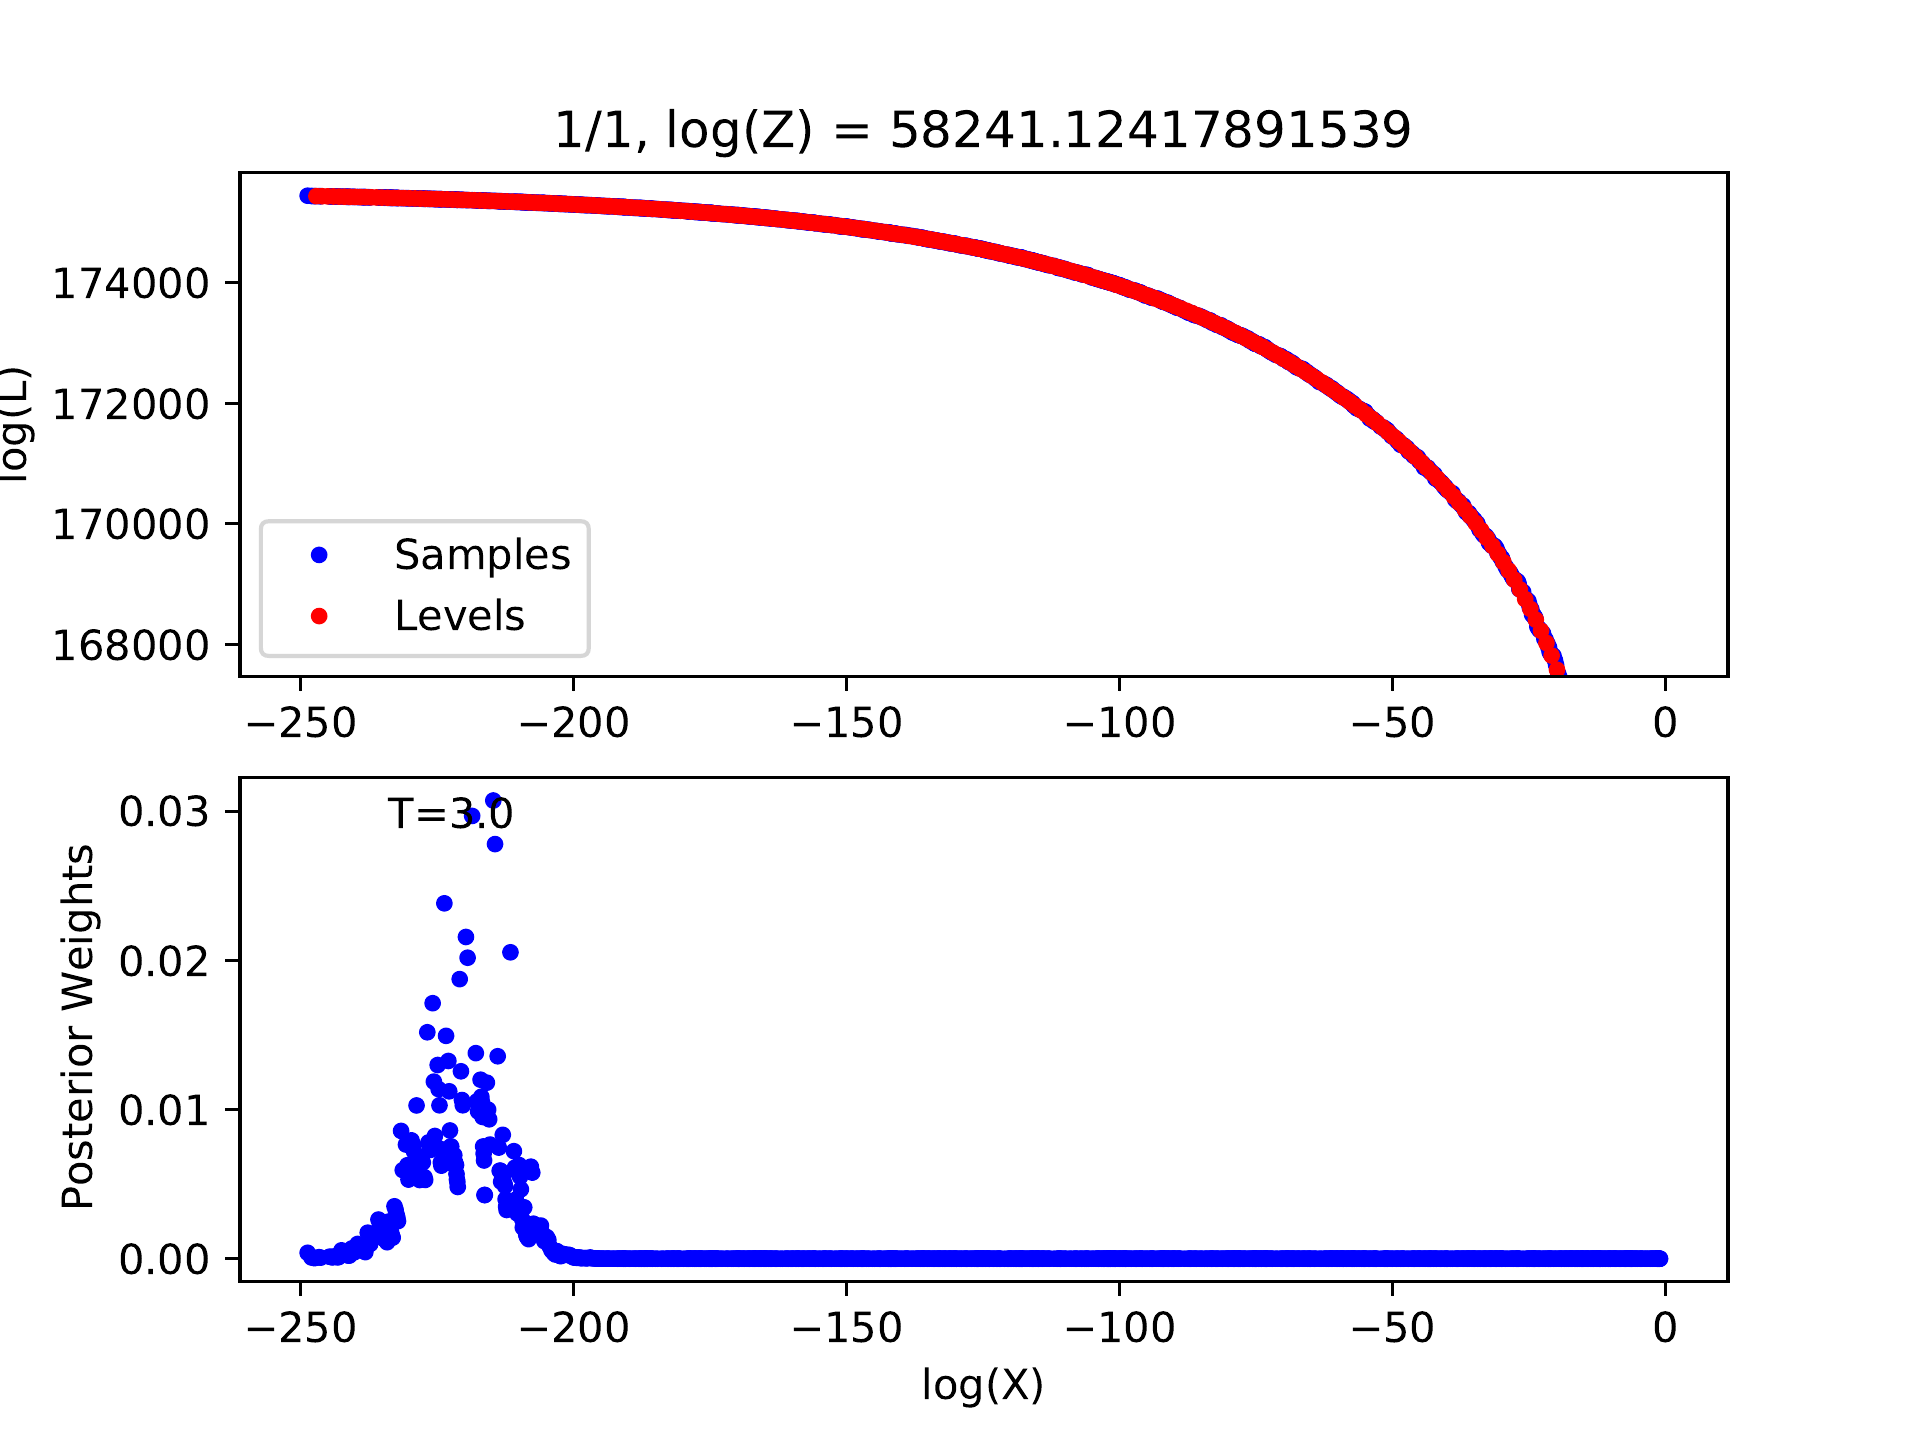 1/1, log(Z) = 58241.12417891539
log(L)
174000
172000
170000
168000
Samples
Levels
−250 −200 −150 −100 −50 0
Posterior Weights
0.03
0.02
0.01
0.00
T=3.0
−250 −200 −150 −100 −50 0
log(X)